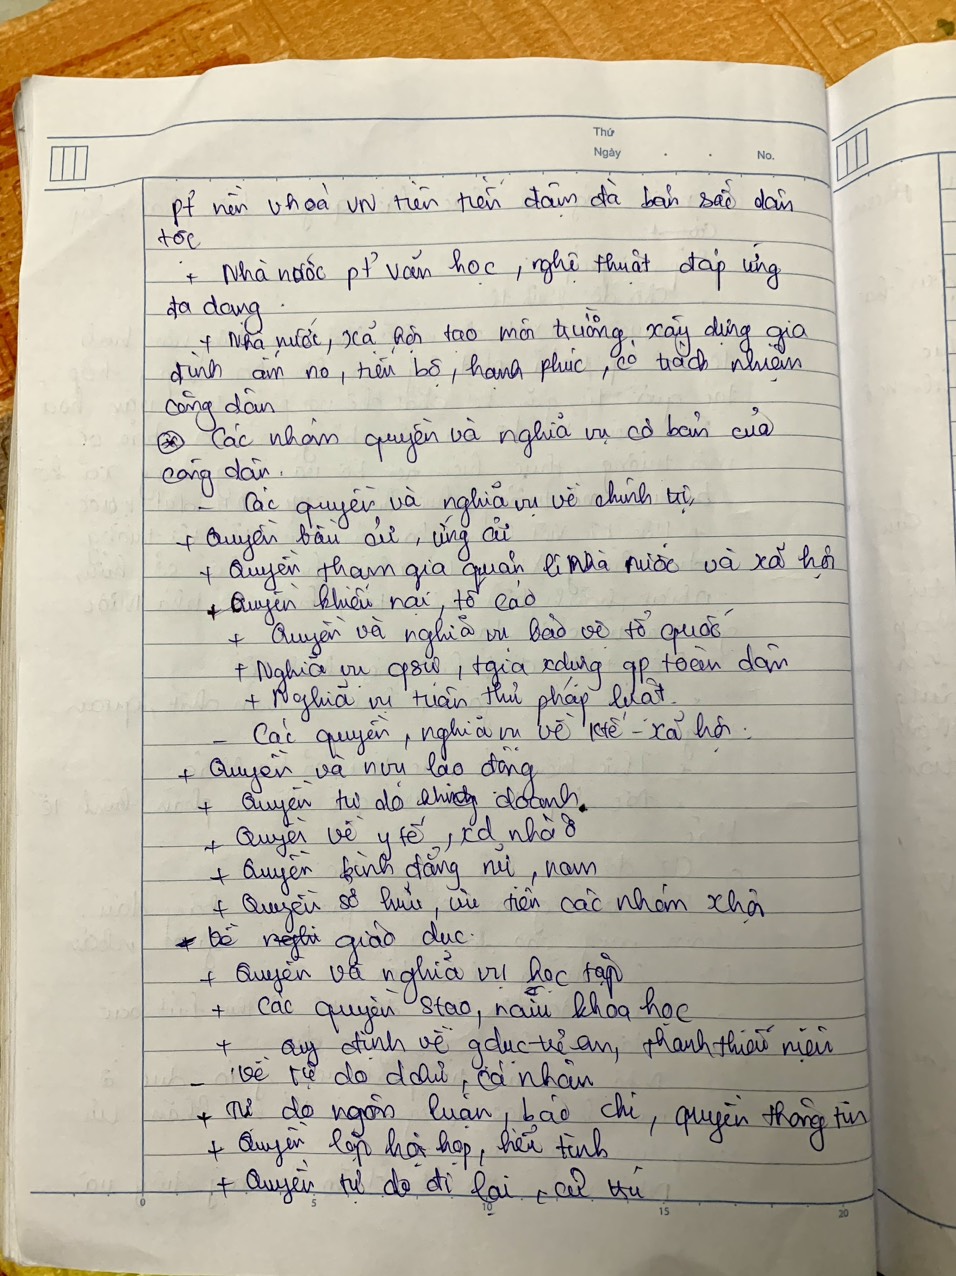 Thứ
Ngày . . No.
pt nền vhoá VN tiên tiến đậm đà bản sắc dân
tộc
+ Nhà nước pt văn học, nghệ thuật đáp ứng
đa dạng.
+ Nhà nước, xã hội tạo môi trường xây dựng gia
đình ấm no, tiến bộ, hạnh phúc, có trách nhiệm
công dân
* Các nhóm quyền và nghĩa vụ cơ bản của
công dân.
- Các quyền và nghĩa vụ về chính trị,
+ Quyền bầu cử, ứng cử
+ Quyền tham gia quản lí nhà nước và xã hội
+ Quyền khiếu nại, tố cáo
+ Quyền và nghĩa vụ bảo vệ tổ quốc
+ Nghĩa vụ qsự, tgia xdựng qp toàn dân
+ Nghĩa vụ tuân thủ pháp luật.
- Các quyền, nghĩa vụ về ktế - xã hội.
+ Quyền và nvụ lao động
+ Quyền tự do doanh.
+ Quyền về y tế, xd nhà ở
+ Quyền bình đẳng nữ, nam
+ Quyền sở hữu, ưu tiên các nhóm xhội
Về giáo dục.
+ Quyền và nghĩa vụ học tập
+ Các quyền stạo, ncứu khoa học
+ Quy định về gdục trẻ em, thanh thiếu niên
- Về tự do dchủ, cá nhân
+ Tự do ngôn luận, báo chí, quyền thông tin
+ Quyền lập hội họp, biểu tình
+ Quyền tự do đi lại, cư trú
0 5 10 15 20